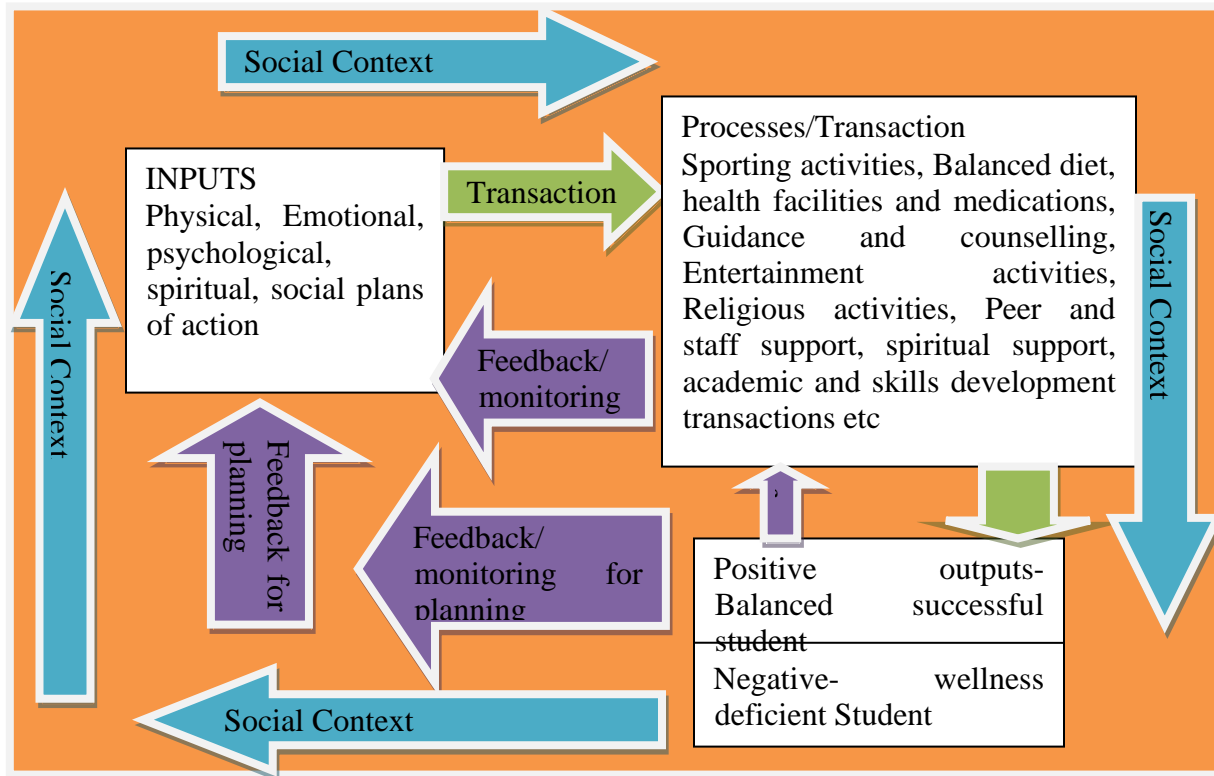 Social Context
INPUTS
Physical, Emotional,
psychological,
spiritual, social plans
of action
Transaction
Processes/Transaction
Sporting activities, Balanced diet,
health facilities and medications,
Guidance and counselling,
Entertainment activities,
Religious activities, Peer and
staff support, spiritual support,
academic and skills development
transactions etc
Social Context
Social Context
Feedback/
monitoring
Feedback for
planning
Feedback/
monitoring for
planning
Positive outputs-
Balanced successful
student
Negative- wellness
deficient Student
Social Context